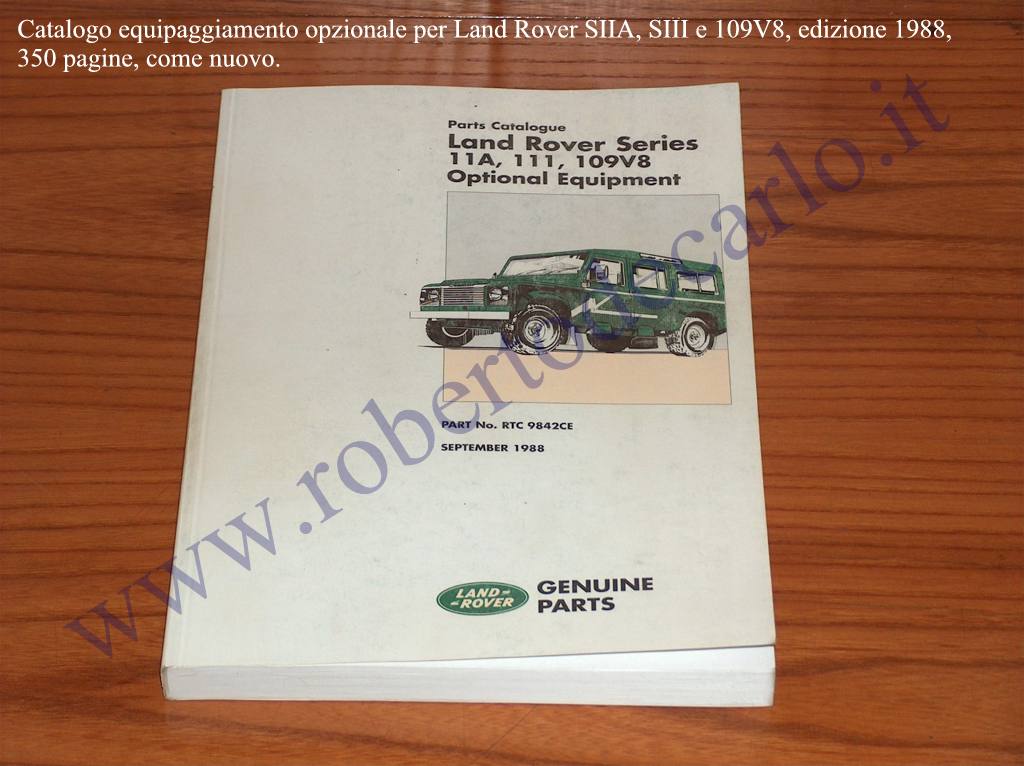 Catalogo equipaggiamento opzionale per Land Rover SIIA, SIII e 109V8, edizione 1988,
350 pagine, come nuovo.
Parts Catalogue
Land Rover Series
11A, 111, 109V8
Optional Equipment
PART No. RTC 9842CE
SEPTEMBER 1988
LAND-
-ROVER
GENUINE
PARTS
www.robertodecarlo.it